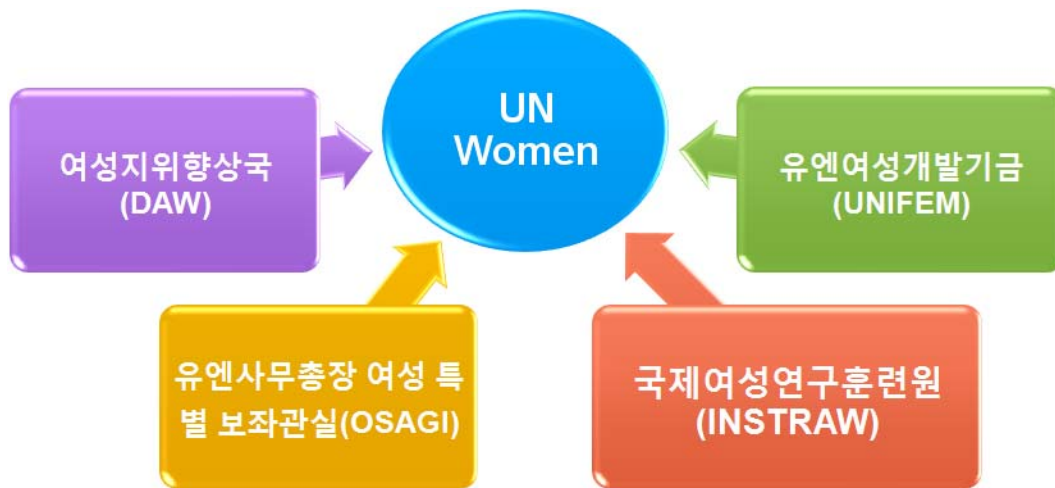 UN
Women
여성지위향상국
(DAW)
유엔여성개발기금
(UNIFEM)
유엔사무총장 여성 특
별 보좌관실(OSAGI)
국제여성연구훈련원
(INSTRAW)